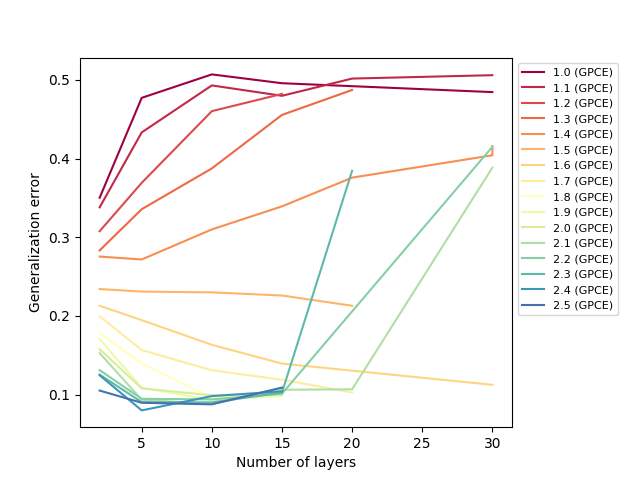 Generalization error
0.5
0.4
0.3
0.2
0.1
5
10
15
20
25
30
Number of layers
1.0 (GPCE)
1.1 (GPCE)
1.2 (GPCE)
1.3 (GPCE)
1.4 (GPCE)
1.5 (GPCE)
1.6 (GPCE)
1.7 (GPCE)
1.8 (GPCE)
1.9 (GPCE)
2.0 (GPCE)
2.1 (GPCE)
2.2 (GPCE)
2.3 (GPCE)
2.4 (GPCE)
2.5 (GPCE)